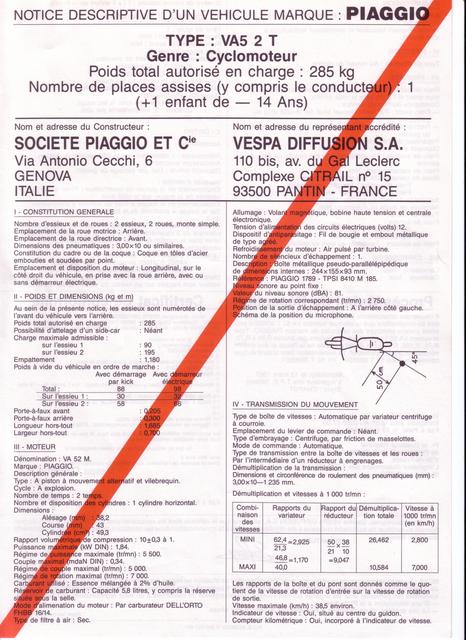 NOTICE DESCRIPTIVE D'UN VEHICULE MARQUE : PIAGGIO
TYPE : VA5 2 T
Genre : Cyclomoteur
Poids total autorisé en charge : 285 kg
Nombre de places assises (y compris le conducteur) : 1
(+1 enfant de — 14 Ans)
Nom et adresse du Constructeur :
SOCIETE PIAGGIO ET Cie
Via Antonio Cecchi, 6
GENOVA
ITALIE
Nom et adresse du représentant accrédité :
VESPA DIFFUSION S.A.
110 bis, av. du Gal Leclerc
Complexe CITRAIL n° 15
93500 PANTIN - FRANCE
I - CONSTITUTION GENERALE
Nombre d'essieux et de roues : 2 essieux, 2 roues, monte simple.
Emplacement de la roue motrice : Arrière.
Emplacement de la roue directrice : Avant.
Dimensions des pneumatiques : 3,00×10 ou similaires.
Constitution du cadre ou de la coque : Coque en tôles d'acier
embouties et soudées par point.
Emplacement et disposition du moteur : Longitudinal, sur le
côté droit du véhicule, en prise avec la roue arrière, avec ou
sans démarreur électrique.
II - POIDS ET DIMENSIONS (kg et m)
Au sein de la présente notice, les essieux sont numérotés de
l'avant du véhicule vers l'arrière.
Poids total autorisé en charge : 285
Possibilité d'attelage d'un side-car : Néant
Charge maximale admissible :
sur l'essieu 1 : 90
sur l'essieu 2 : 195
Empattement : 1,180
Poids à vide du véhicule en ordre de marche :
Avec démarrage par kick Avec démarreur électrique
Total : 88 98
Sur l'essieu 1 : 30 32
Sur l'essieu 2 : 58 66
Porte-à-faux avant : 0,205
Porte-à-faux arrière : 0,300
Longueur hors-tout : 1,685
Largeur hors-tout : 0,700
III - MOTEUR
Dénomination : VA 52 M.
Marque : PIAGGIO.
Description générale :
Type : A piston à mouvement alternatif et vilebrequin.
Cycle : A explosion.
Nombre de temps : 2 temps.
Nombre et disposition des cylindres : 1 cylindre horizontal.
Dimensions :
Alésage (mm) : 38,2
Course (mm) : 43
Cylindrée (cm³) : 49,3
Rapport volumétrique de compression : 10±0,3 à 1.
Puissance maximale (kW DIN) : 1,84.
Régime de puissance maximale (tr/mn) : 5 500.
Couple maximal (mdaN DIN) : 0,34.
Régime de couple maximal (tr/mn) : 5 000.
Régime de rotation maximal (tr/mn) : 7 000.
Carburant utilisé : Essence mélangée à 2% d'huile.
Réservoir de carburant : Capacité 5,8 litres, y compris la réserve
située sous la selle.
Mode d'alimenation du moteur : Par carburateur DELL'ORTO
FHBB 16/14.
Type de filtre à air : Sec.
Allumage : Volant magnétique, bobine haute tension et centrale
électronique.
Tension d'alimentation des circuits électriques (volts) 12.
Dispositif d'antiparasitage : Fil de bougie et embout métallique
de type agréé.
Refroidissement du moteur : Air pulsé par turbine.
Nombre de silencieux d'échappement : 1.
Description : Boîte métallique pseudo-parallélépipédique
dimensions internes : 244×155×93 mm.
Référence : PIAGGIO 1789 - TPSI 8410 M 185.
Niveau sonore au point fixe :
Valeur du niveau sonore (dBA) : 81.
Régime de rotation correspondant (tr/mn) : 2 750.
Position de la sortie d'échappement : A l'arrière côté gauche.
Schéma de la position du microphone.
45°
50 cm
IV - TRANSMISSION DU MOUVEMENT
Type de boîte de vitesses : Automatique par variateur centrifuge
à courroie.
Emplacement du levier de commande : Néant.
Type d'embrayage : Centrifuge, par friction de masselottes.
Mode de commande : Automatique.
Type de transmission entre la boîte de vitesses et les roues :
Par l'intermédiaire d'un réducteur à engrenages.
Démultiplication de la transmission :
Dimensions et circonférence de roulement des pneumatiques (mm) :
3,00×10—1 235 mm.
Démultiplication et vitesses à 1 000 tr/mn :
Combinaison des vitesses Rapports du variateur Rapports du réducteur Démultiplication totale Vitesse à 1000 tr/mn (en km/h)
MINI 62,4/21,3 =2,925 50/21 × 38/10 =9,047 26,462 2,800
MAXI 46,8/40,0 =1,170 10,584 7,000
Les rapports de la boîte et du pont sont donnés comme le quotient
de la vitesse de rotation d'entrée sur la vitesse de rotation
de sortie.
Vitesse maximale (km/h) : 38,5 environ.
Indicateur de vitesse : Oui, situé au centre du guidon.
Compteur kilométrique : Oui, incorporé à l'indicateur de vitesse.